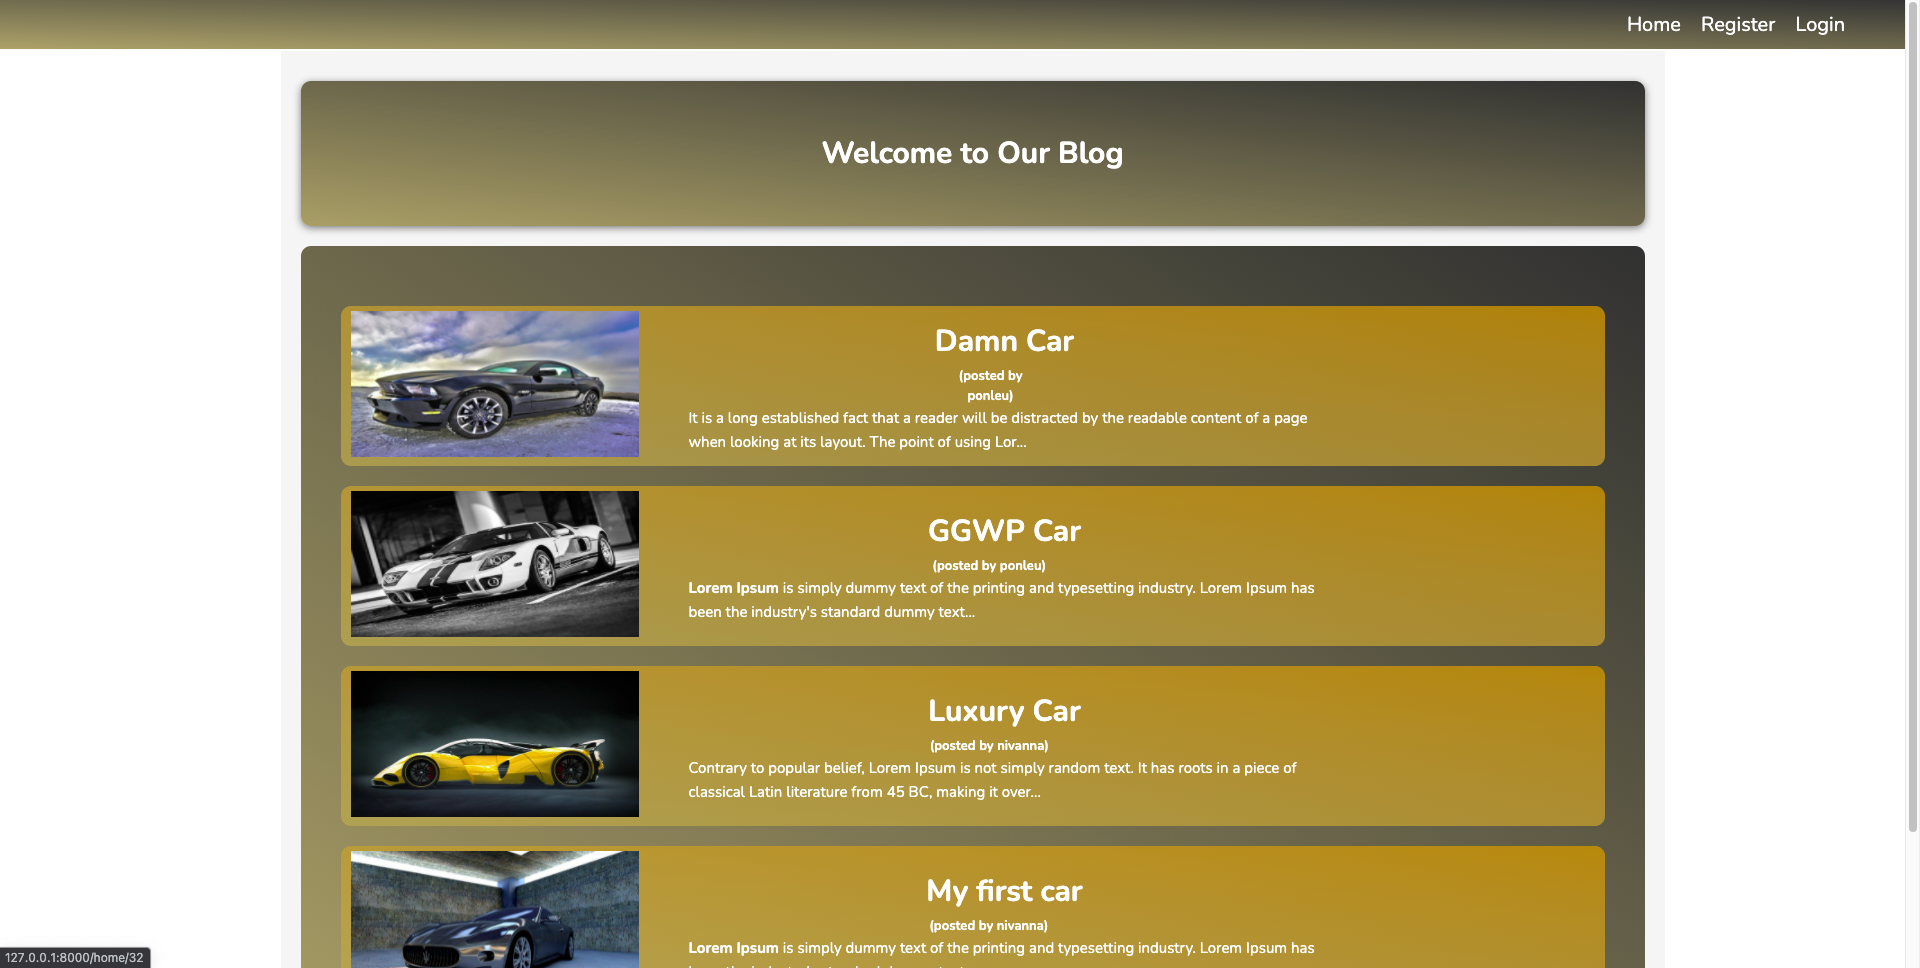 Home Register Login
Welcome to Our Blog
Damn Car
(posted by
ponleu)
It is a long established fact that a reader will be distracted by the readable content of a page
when looking at its layout. The point of using Lor...
GGWP Car
(posted by ponleu)
Lorem Ipsum is simply dummy text of the printing and typesetting industry. Lorem Ipsum has
been the industry's standard dummy text...
Luxury Car
(posted by nivanna)
Contrary to popular belief, Lorem Ipsum is not simply random text. It has roots in a piece of
classical Latin literature from 45 BC, making it over...
My first car
(posted by nivanna)
Lorem Ipsum is simply dummy text of the printing and typesetting industry. Lorem Ipsum has
127.0.0.1:8000/home/32